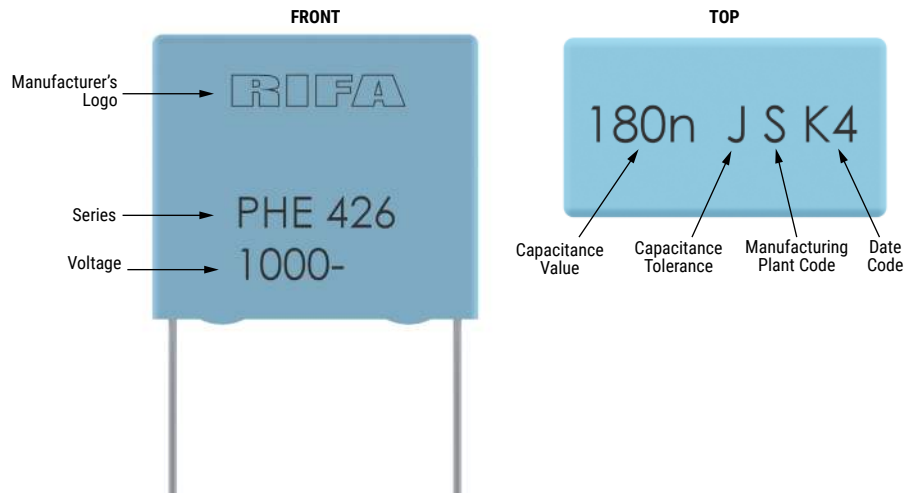 FRONT
Manufacturer's
Logo
RIFA
Series
PHE 426
Voltage
1000-
TOP
180n J S K4
Capacitance
Value
Capacitance
Tolerance
Manufacturing
Plant Code
Date
Code